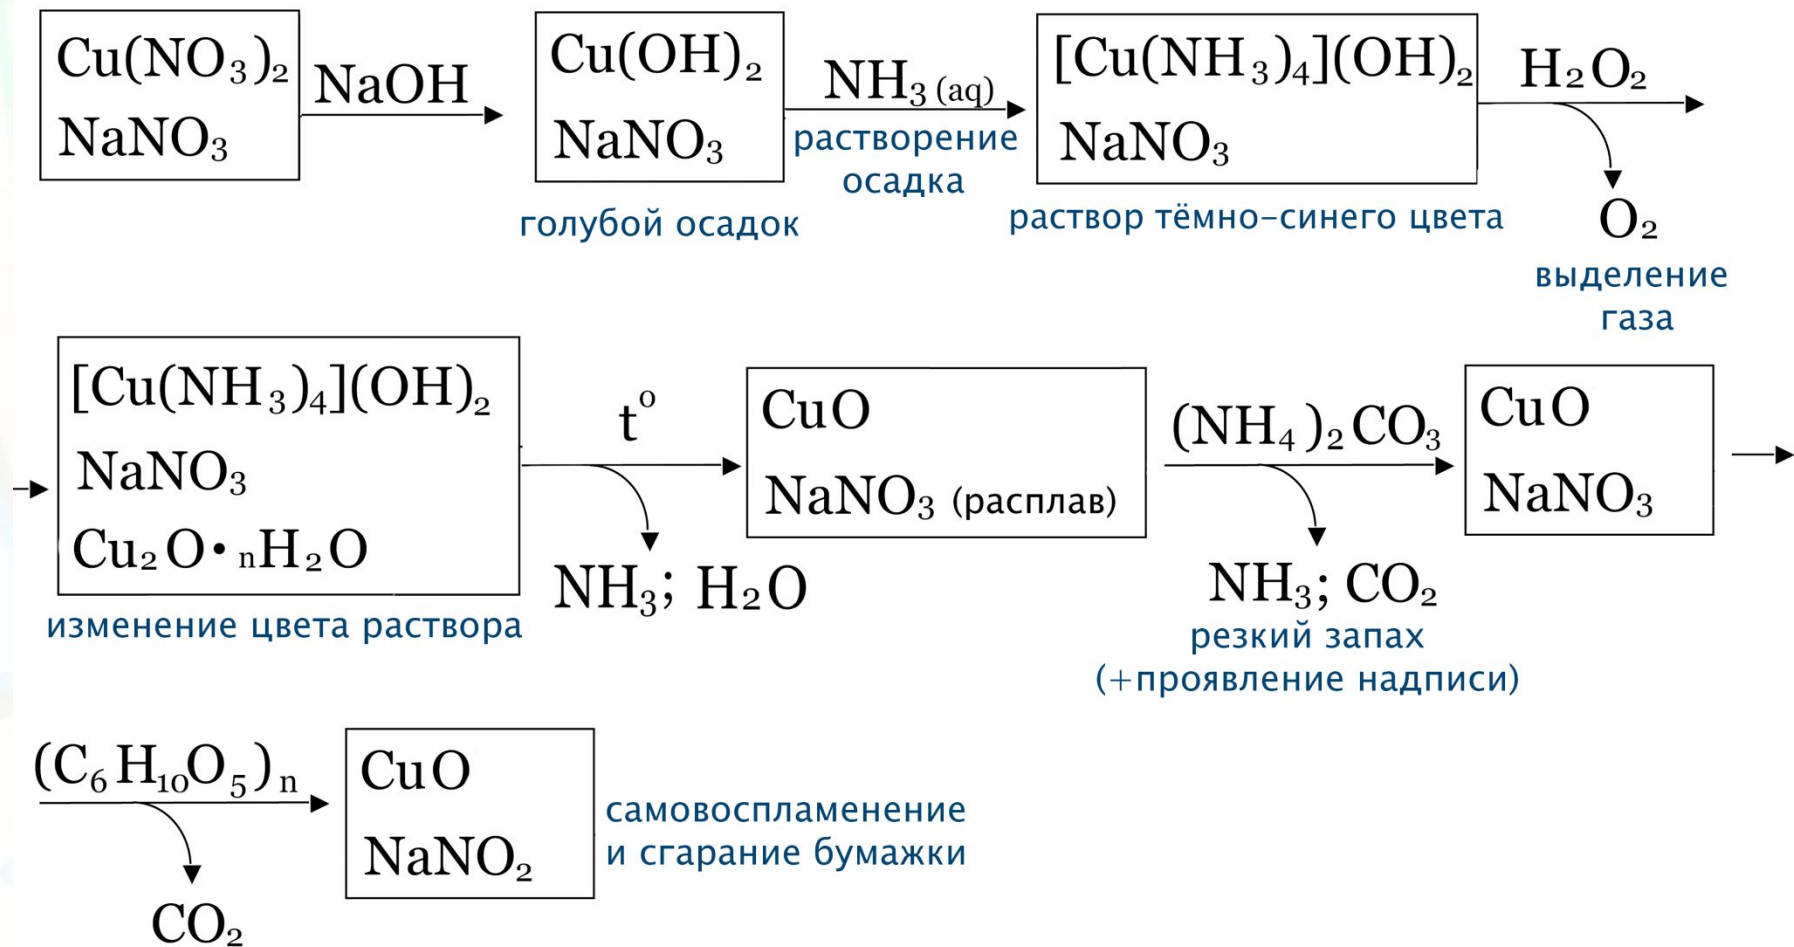 Cu(NO₃)₂
NaNO₃
NaOH
Cu(OH)₂
NaNO₃
голубой осадок
NH₃ (aq)
растворение
осадка
[Cu(NH₃)₄](OH)₂
NaNO₃
раствор тёмно-синего цвета
H₂O₂
O₂
выделение
газа
[Cu(NH₃)₄](OH)₂
NaNO₃
Cu₂O•ₙH₂O
изменение цвета раствора
t°
NH₃; H₂O
CuO
NaNO₃ (расплав)
(NH₄)₂CO₃
NH₃; CO₂
резкий запах
(+проявление надписи)
CuO
NaNO₃
(C₆H₁₀O₅)ₙ
CO₂
CuO
NaNO₂
самовоспламенение
и сгарание бумажки